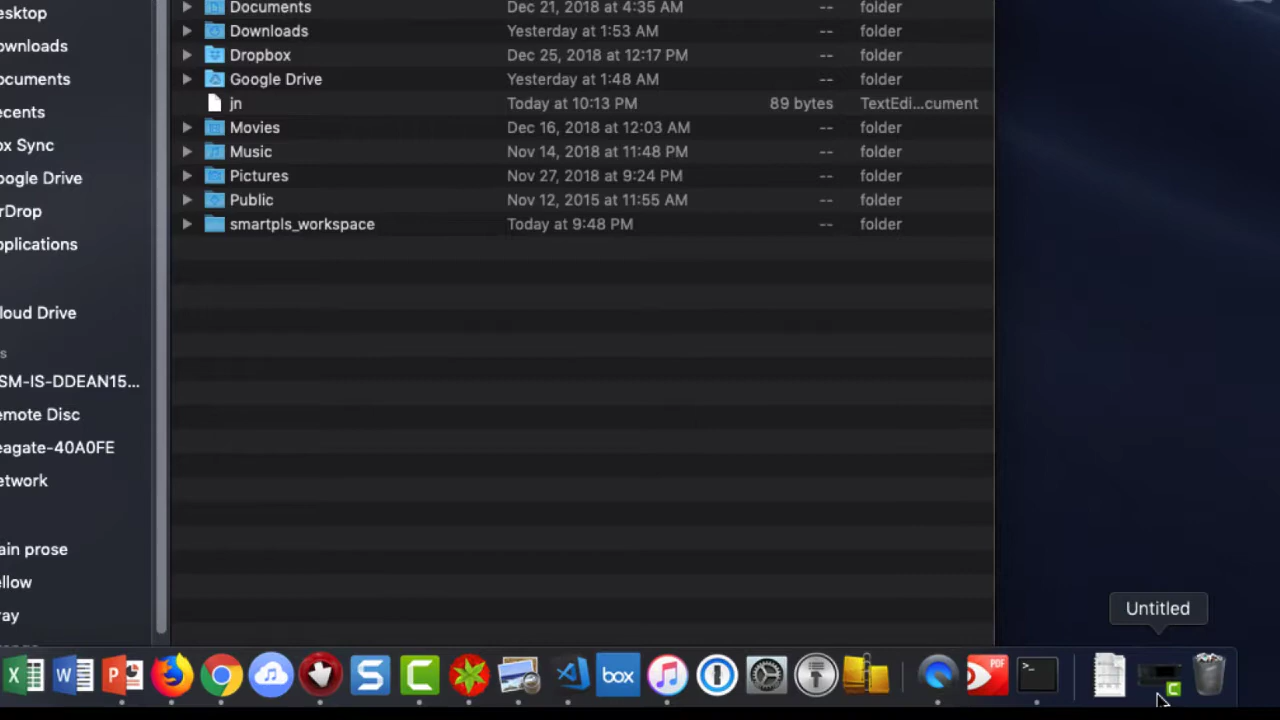 esktop
ownloads
ocuments
ecents
ox Sync
oogle Drive
rDrop
pplications
loud Drive
s
SM-IS-DDEAN15...
emote Disc
eagate-40A0FE
etwork
ain prose
ellow
ray
Documents Dec 21, 2018 at 4:35 AM -- folder
Downloads Yesterday at 1:53 AM -- folder
Dropbox Dec 25, 2018 at 12:17 PM -- folder
Google Drive Yesterday at 1:48 AM -- folder
jn Today at 10:13 PM 89 bytes TextEdi...cument
Movies Dec 16, 2018 at 12:03 AM -- folder
Music Nov 14, 2018 at 11:48 PM -- folder
Pictures Nov 27, 2018 at 9:24 PM -- folder
Public Nov 12, 2015 at 11:55 AM -- folder
smartpls_workspace Today at 9:48 PM -- folder
Untitled
X W P S C box PDF >_ C